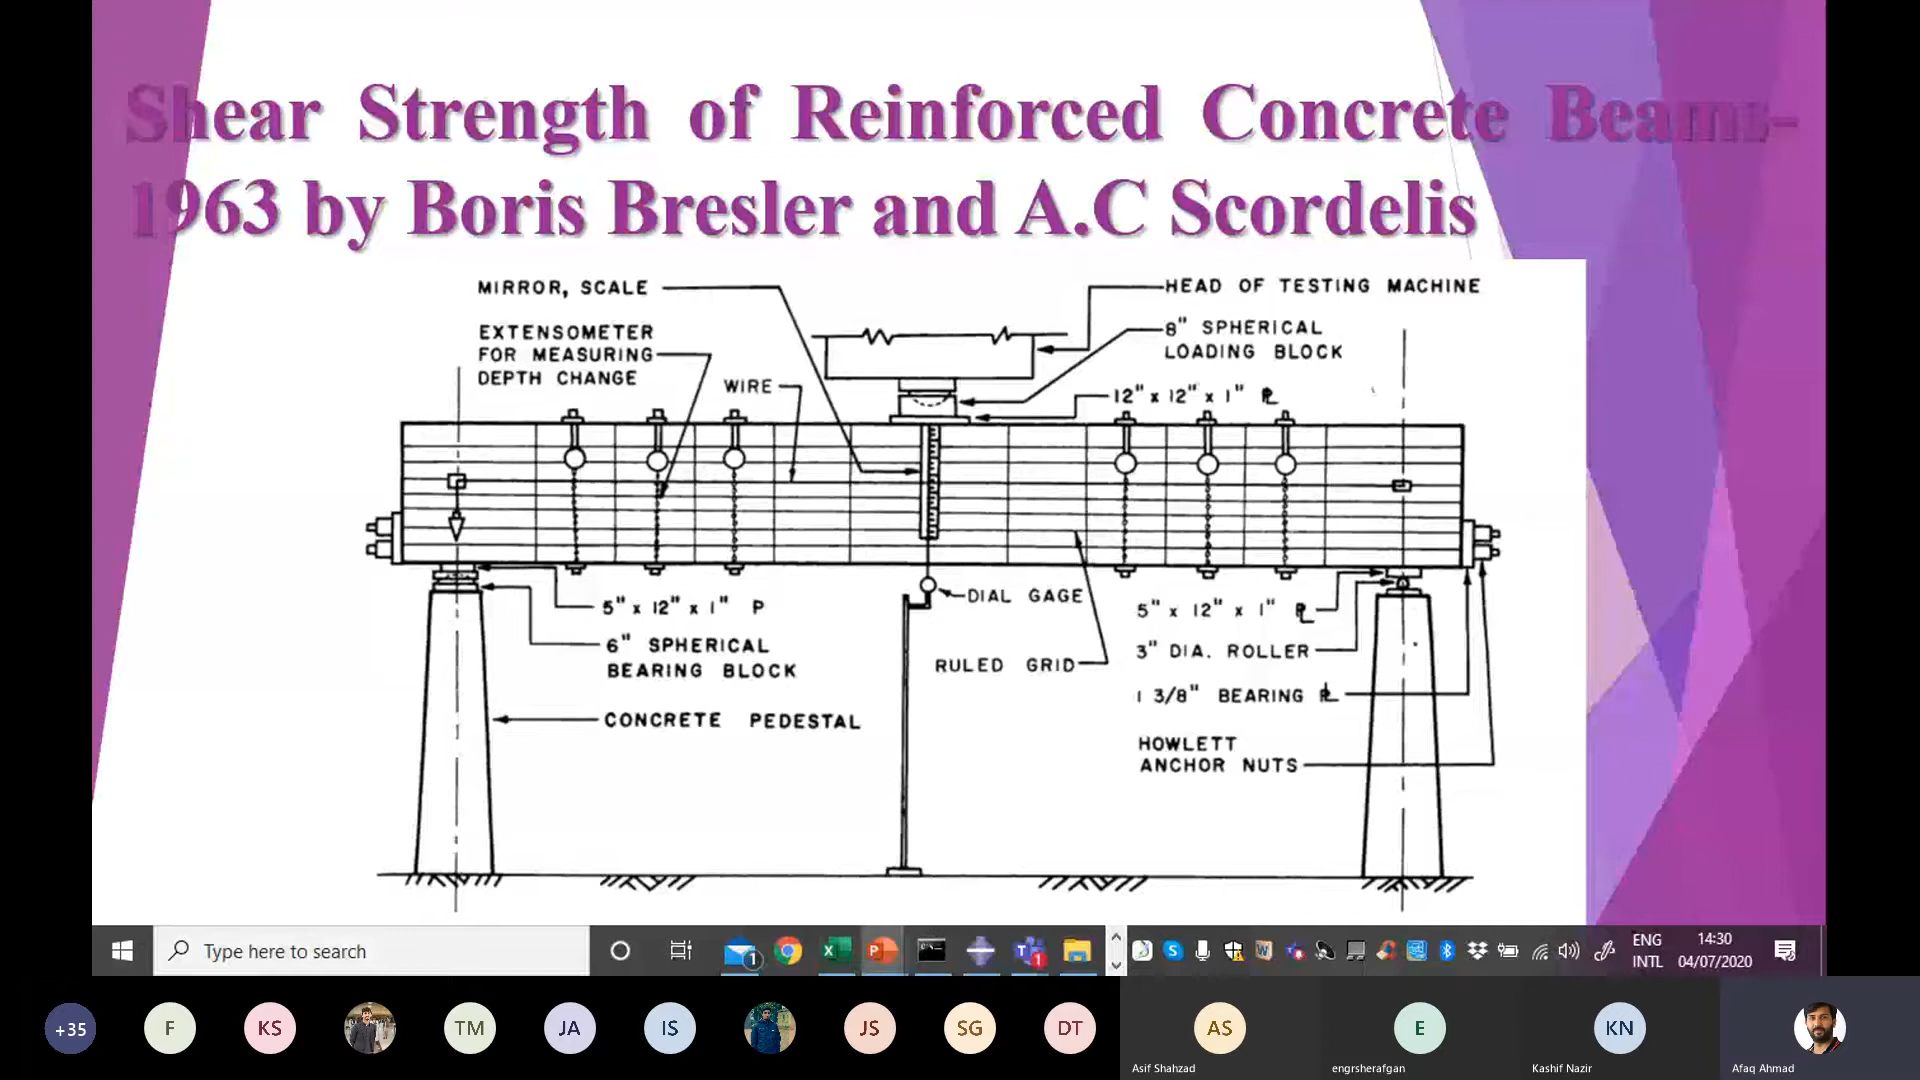 Shear Strength of Reinforced Concrete Beams-
1963 by Boris Bresler and A.C Scordelis
MIRROR, SCALE
HEAD OF TESTING MACHINE
EXTENSOMETER
FOR MEASURING
DEPTH CHANGE
8" SPHERICAL
LOADING BLOCK
WIRE
12" x 12" x 1" ℄
5" x 12" x 1" P
6" SPHERICAL
BEARING BLOCK
CONCRETE PEDESTAL
DIAL GAGE
RULED GRID
5" x 12" x 1" ℄
3" DIA. ROLLER
1 3/8" BEARING ℄
HOWLETT
ANCHOR NUTS
Type here to search
1
1
ENG
INTL
14:30
04/07/2020
+35
F
KS
TM
JA
IS
JS
SG
DT
AS
E
KN
Asif Shahzad
engrsherafgan
Kashif Nazir
Afaq Ahmad